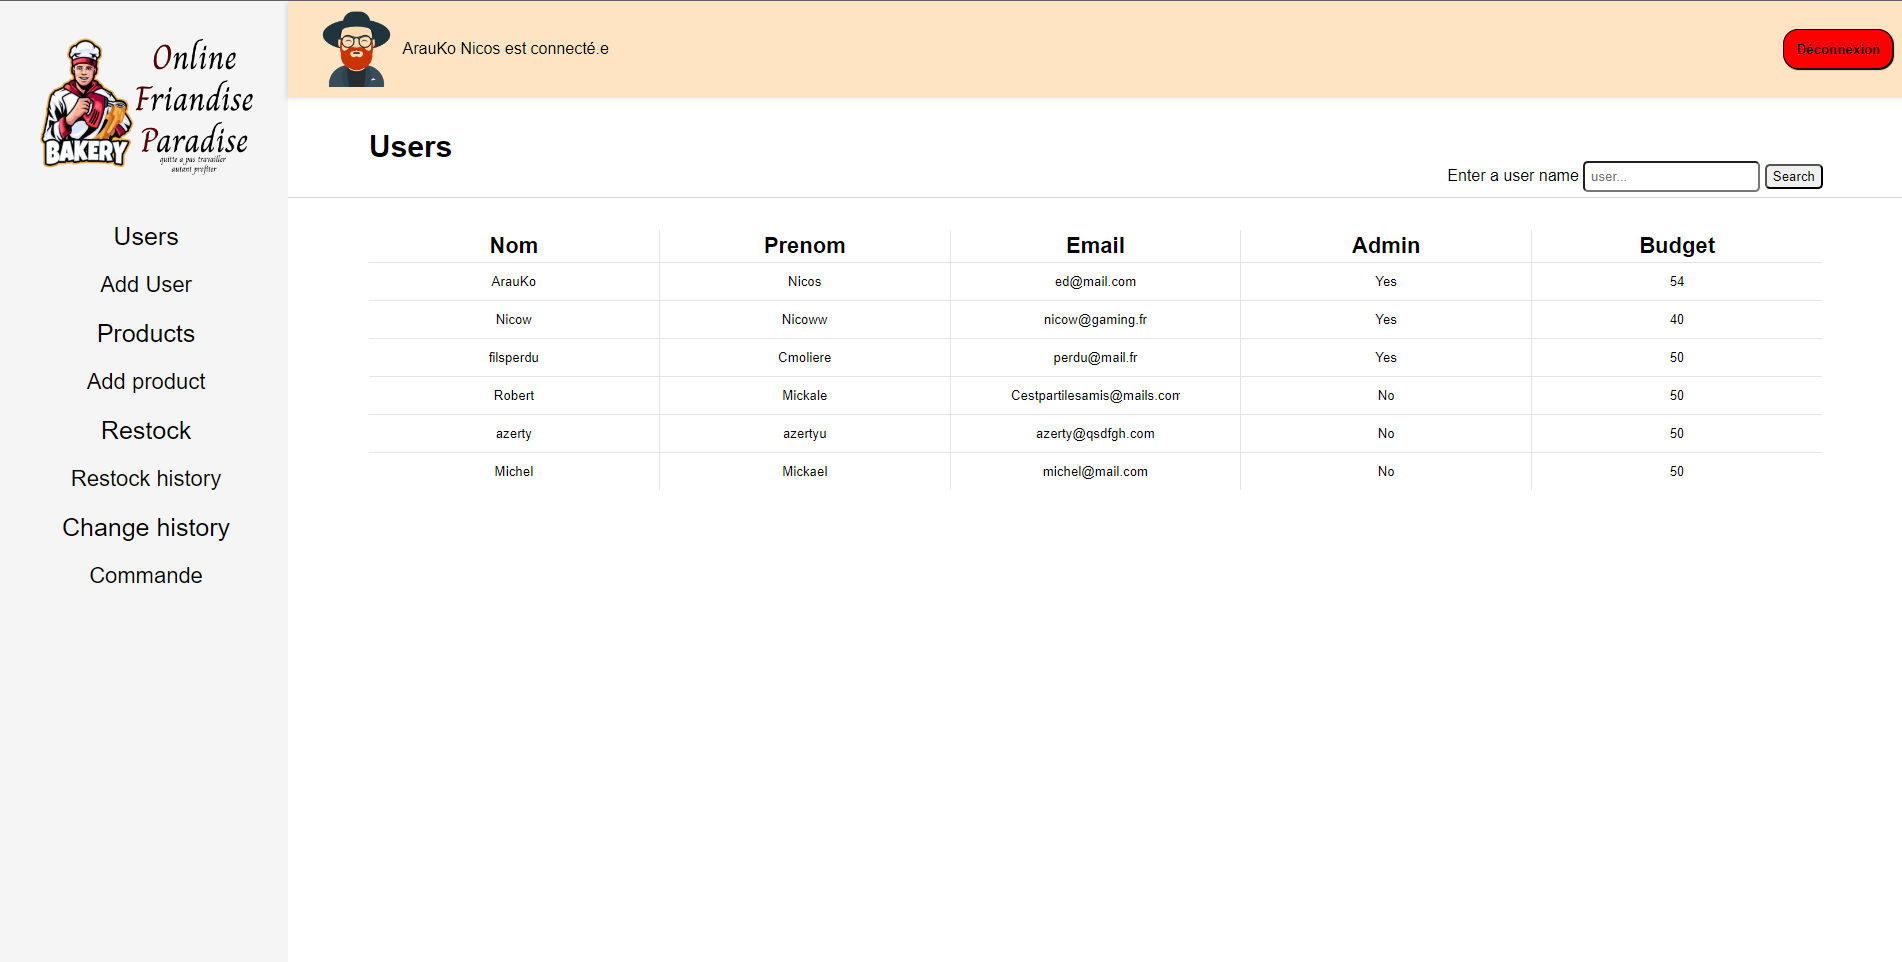 Online
Friandise
Paradise
BAKERY
quitte a pas travailler
autant profiter
ArauKo Nicos est connecté.e
Déconnexion
Users
Add User
Products
Add product
Restock
Restock history
Change history
Commande
Users
Enter a user name user... Search
Nom Prenom Email Admin Budget
ArauKo Nicos ed@mail.com Yes 54
Nicow Nicoww nicow@gaming.fr Yes 40
filsperdu Cmoliere perdu@mail.fr Yes 50
Robert Mickale Cestpartilesamis@mails.com No 50
azerty azertyu azerty@qsdfgh.com No 50
Michel Mickael michel@mail.com No 50